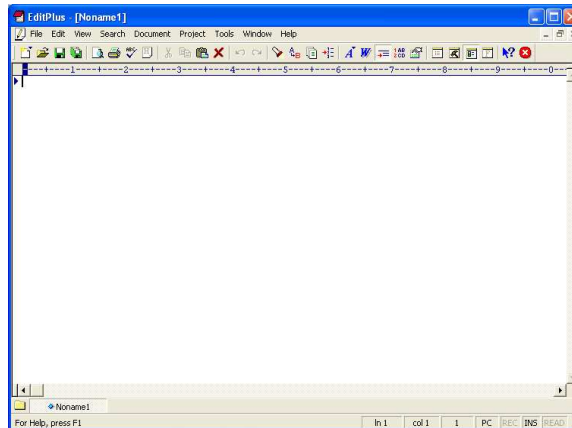 EditPlus - [Noname1]
File Edit View Search Document Project Tools Window Help
----+----1----+----2----+----3----+----4----+----5----+----6----+----7----+----8----+----9----+----0---
Noname1
For Help, press F1 ln 1 col 1 1 PC REC INS READ